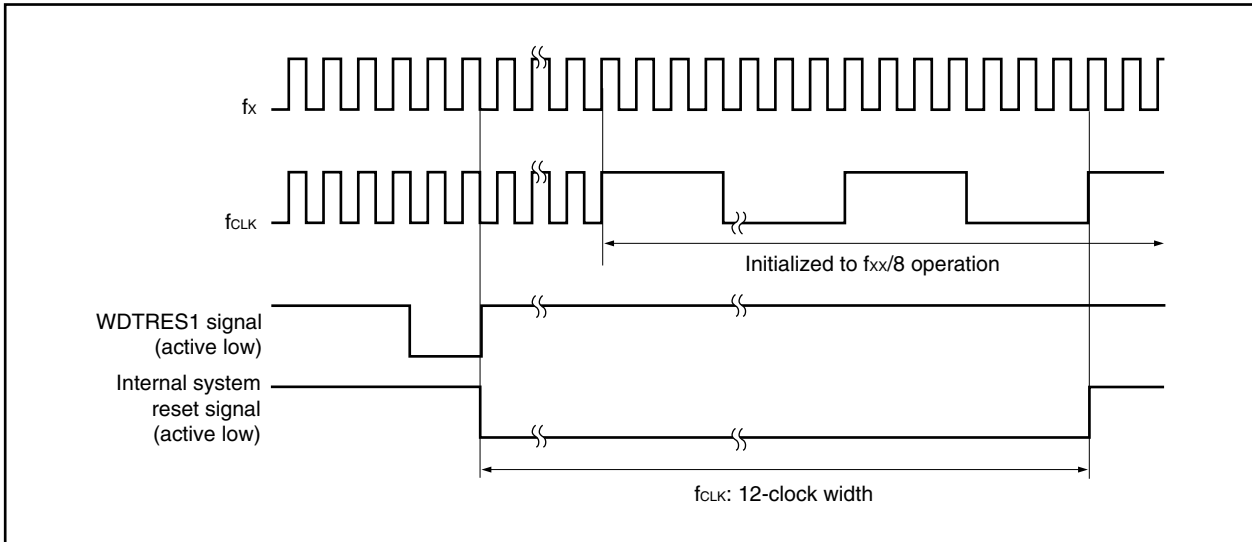 fX
fCLK
Initialized to fXX/8 operation
WDTRES1 signal
(active low)
Internal system
reset signal
(active low)
fCLK: 12-clock width